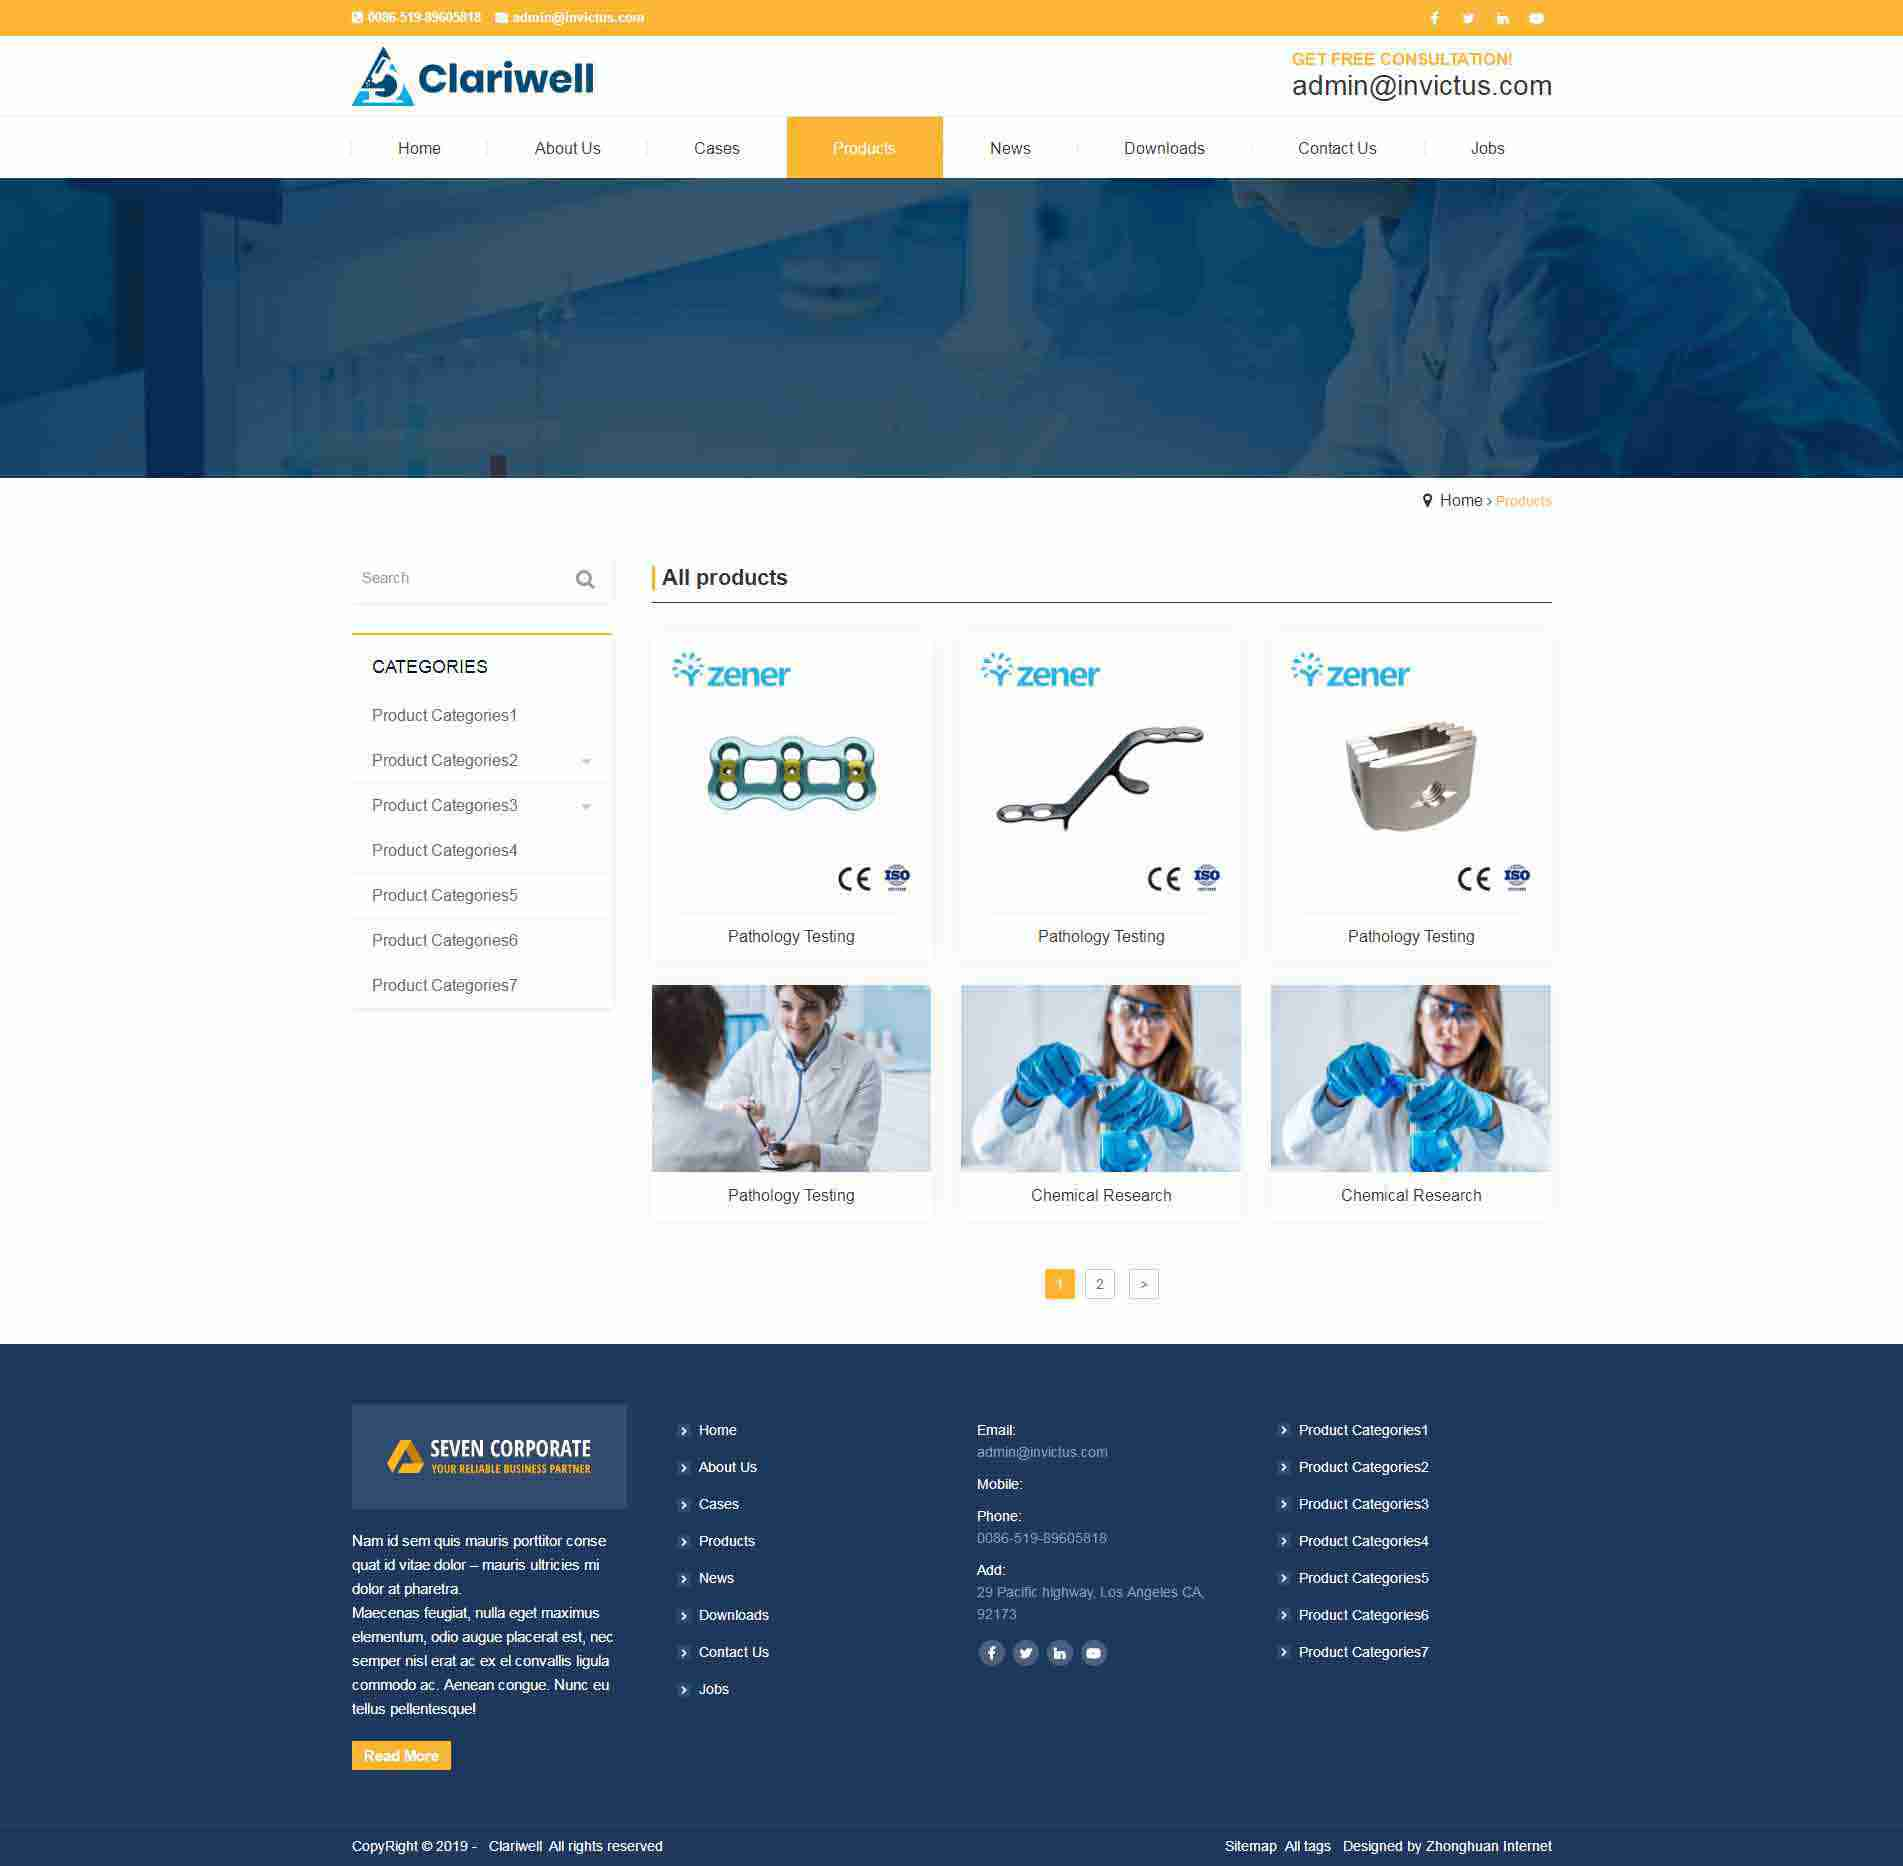 0086-519-89605818 admin@invictus.com
Clariwell
GET FREE CONSULTATION!
admin@invictus.com
Home About Us Cases Products News Downloads Contact Us Jobs
Home › Products
Search
All products
CATEGORIES
Product Categories1
Product Categories2
Product Categories3
Product Categories4
Product Categories5
Product Categories6
Product Categories7
zener zener zener
CE ISO CE ISO CE ISO
Pathology Testing Pathology Testing Pathology Testing
Pathology Testing Chemical Research Chemical Research
1 2 >
SEVEN CORPORATE
YOUR RELIABLE BUSINESS PARTNER
Nam id sem quis mauris porttitor conse
quat id vitae dolor – mauris ultricies mi
dolor at pharetra.
Maecenas feugiat, nulla eget maximus
elementum, odio augue placerat est, nec
semper nisl erat ac ex el convallis ligula
commodo ac. Aenean congue. Nunc eu
tellus pellentesque!
Read More
Home
About Us
Cases
Products
News
Downloads
Contact Us
Jobs
Email:
admin@invictus.com
Mobile:
Phone:
0086-519-89605818
Add:
29 Pacific highway, Los Angeles CA,
92173
Product Categories1
Product Categories2
Product Categories3
Product Categories4
Product Categories5
Product Categories6
Product Categories7
CopyRight © 2019 - Clariwell All rights reserved
Sitemap All tags Designed by Zhonghuan Internet